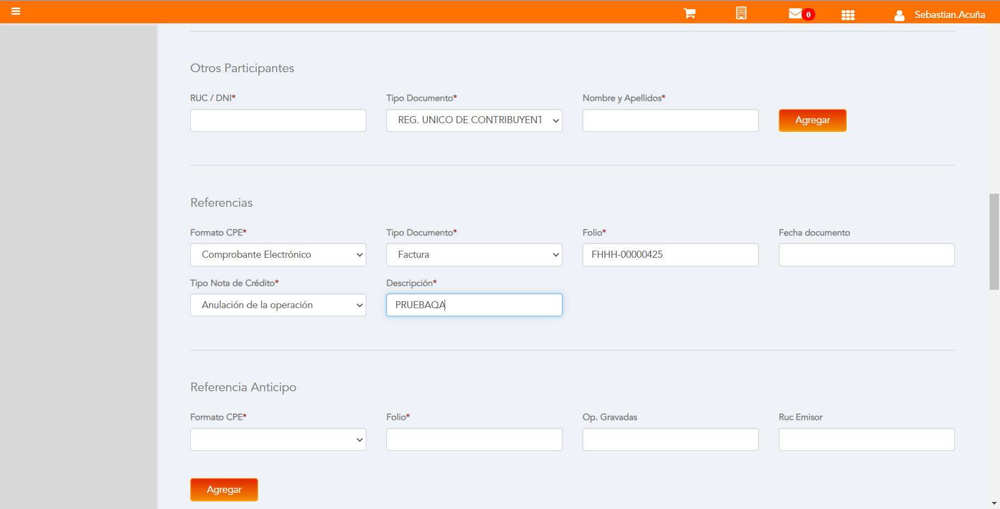 0
Sebastian.Acuña
Otros Participantes
RUC / DNI*
Tipo Documento*
Nombre y Apellidos*
REG. UNICO DE CONTRIBUYENT
Agregar
Referencias
Formato CPE*
Tipo Documento*
Folio*
Fecha documento
Comprobante Electrónico
Factura
FHHH-00000425
Tipo Nota de Crédito*
Descripción*
Anulación de la operación
PRUEBAQA
Referencia Anticipo
Formato CPE*
Folio*
Op. Gravadas
Ruc Emisor
Agregar